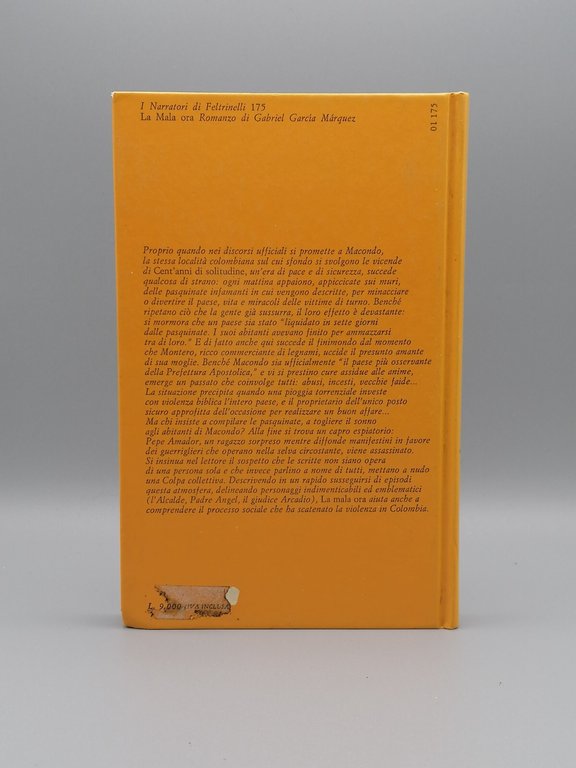 I Narratori di Feltrinelli 175
La Mala ora Romanzo di Gabriel García Márquez
01 175
Proprio quando nei discorsi ufficiali si promette a Macondo,
la stessa località colombiana sul cui sfondo si svolgono le vicende
di Cent'anni di solitudine, un'era di pace e di sicurezza, succede
qualcosa di strano: ogni mattina appaiono, appiccicate sui muri,
delle pasquinate infamanti in cui vengono descritte, per minacciare
o divertire il paese, vita e miracoli delle vittime di turno. Benché
ripetano ciò che la gente già sussurra, il loro effetto è devastante:
si mormora che un paese sia stato "liquidato in sette giorni
dalle pasquinate. I suoi abitanti avevano finito per ammazzarsi
tra di loro." E di fatto anche qui succede il finimondo dal momento
che Montero, ricco commerciante di legnami, uccide il presunto amante
di sua moglie. Benché Macondo sia ufficialmente "il paese più osservante
della Prefettura Apostolica," e vi si prestino cure assidue alle anime,
emerge un passato che coinvolge tutti: abusi, incesti, vecchie faide...
La situazione precipita quando una pioggia torrenziale investe
con violenza biblica l'intero paese, e il proprietario dell'unico posto
sicuro approfitta dell'occasione per realizzare un buon affare...
Ma chi insiste a compilare le pasquinate, a togliere il sonno
agli abitanti di Macondo? Alla fine si trova un capro espiatorio:
Pepe Amador, un ragazzo sorpreso mentre diffonde manifestini in favore
dei guerriglieri che operano nella selva circostante, viene assassinato.
Si insinua nel lettore il sospetto che le scritte non siano opera
di una persona sola e che invece parlino a nome di tutti, mettano a nudo
una Colpa collettiva. Descrivendo in un rapido susseguirsi di episodi
questa atmosfera, delineando personaggi indimenticabili ed emblematici
(l'Alcalde, Padre Angel, il giudice Arcadio), La mala ora aiuta anche a
comprendere il processo sociale che ha scatenato la violenza in Colombia.
L. 9.000 (IVA INCLUSA)